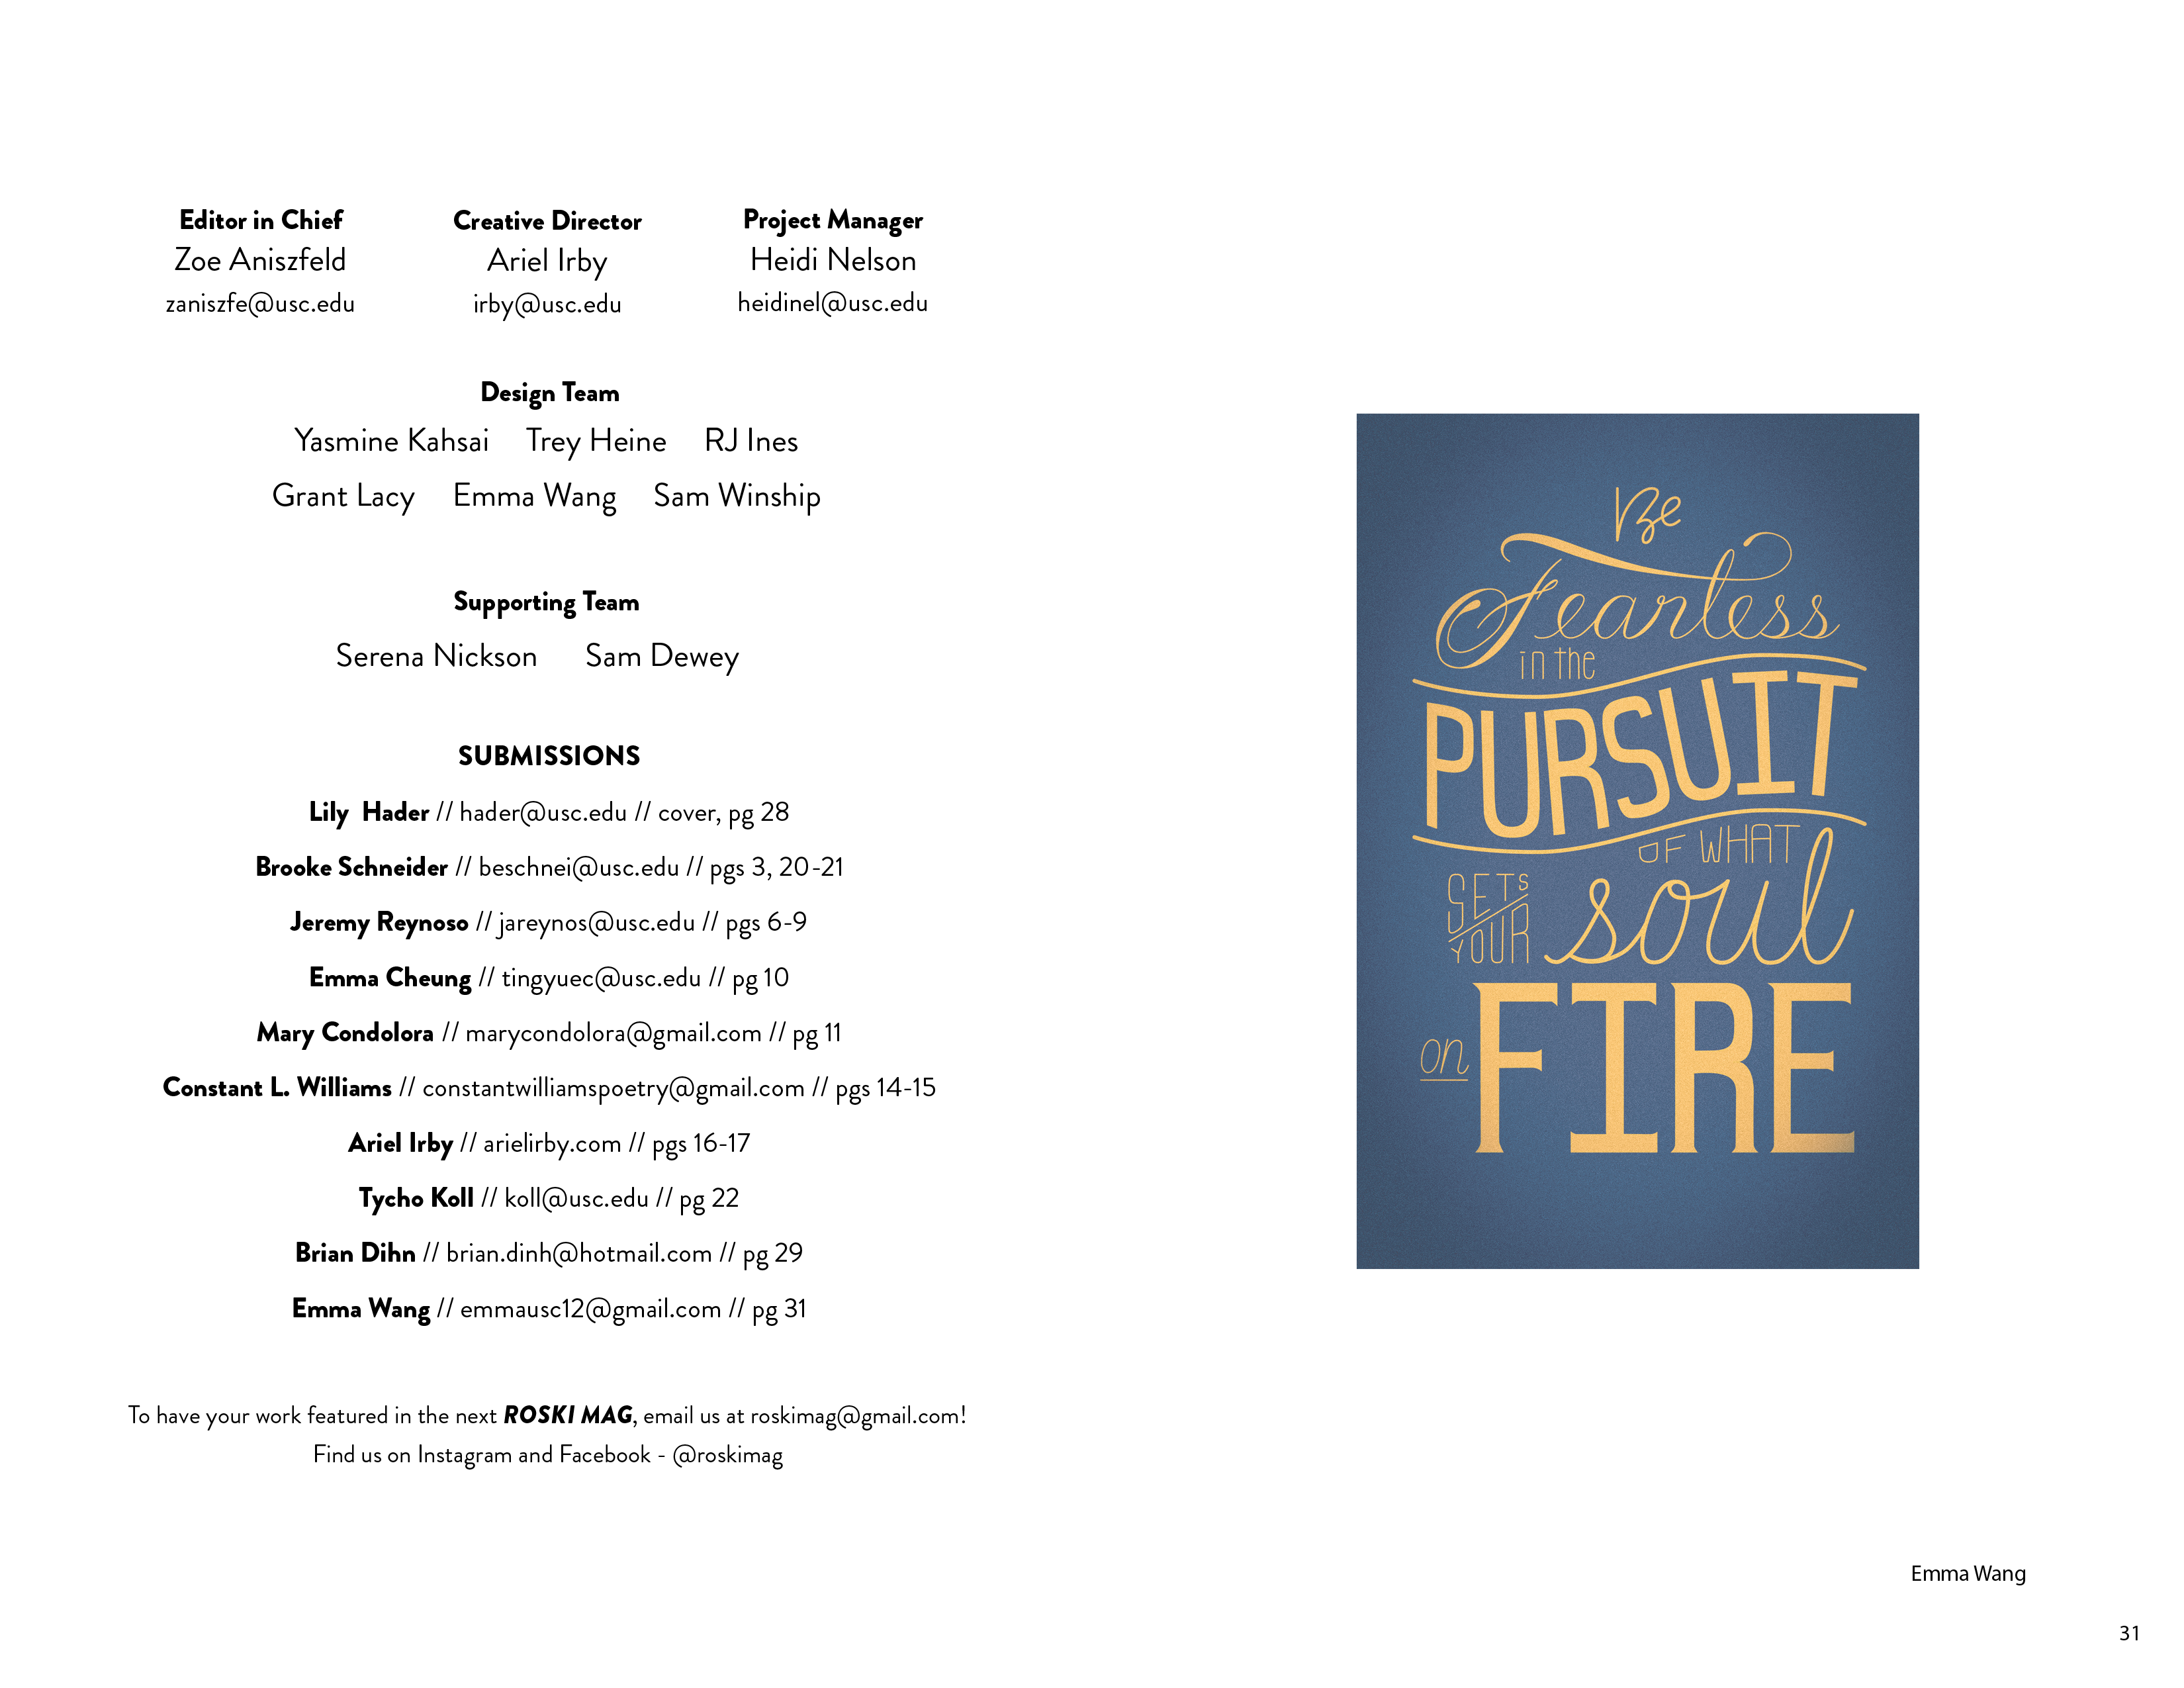 Editor in Chief
Zoe Aniszfeld
zaniszfe@usc.edu
Creative Director
Ariel Irby
irby@usc.edu
Project Manager
Heidi Nelson
heidinel@usc.edu
Design Team
Yasmine Kahsai Trey Heine RJ Ines
Grant Lacy Emma Wang Sam Winship
Supporting Team
Serena Nickson Sam Dewey
SUBMISSIONS
Lily Hader // hader@usc.edu // cover, pg 28
Brooke Schneider // beschnei@usc.edu // pgs 3, 20-21
Jeremy Reynoso // jareynos@usc.edu // pgs 6-9
Emma Cheung // tingyuec@usc.edu // pg 10
Mary Condolora // marycondolora@gmail.com // pg 11
Constant L. Williams // constantwilliamspoetry@gmail.com // pgs 14-15
Ariel Irby // arielirby.com // pgs 16-17
Tycho Koll // koll@usc.edu // pg 22
Brian Dihn // brian.dinh@hotmail.com // pg 29
Emma Wang // emmausc12@gmail.com // pg 31
To have your work featured in the next ROSKI MAG, email us at roskimag@gmail.com!
Find us on Instagram and Facebook - @roskimag
Be
Fearless
in the
PURSUIT
OF WHAT
SETS
YOUR
soul
on
FIRE
Emma Wang
31